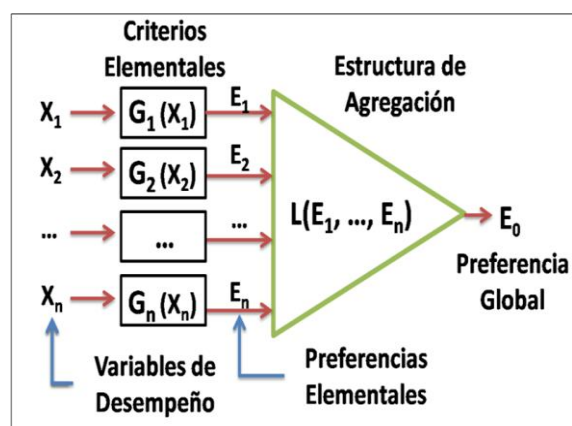 Criterios
Elementales
Estructura de
Agregación
X1 G1(X1) E1
X2 G2(X2) E2
... ... ...
Xn Gn(Xn) En
L(E1, ..., En)
E0
Preferencia
Global
Variables de
Desempeño
Preferencias
Elementales